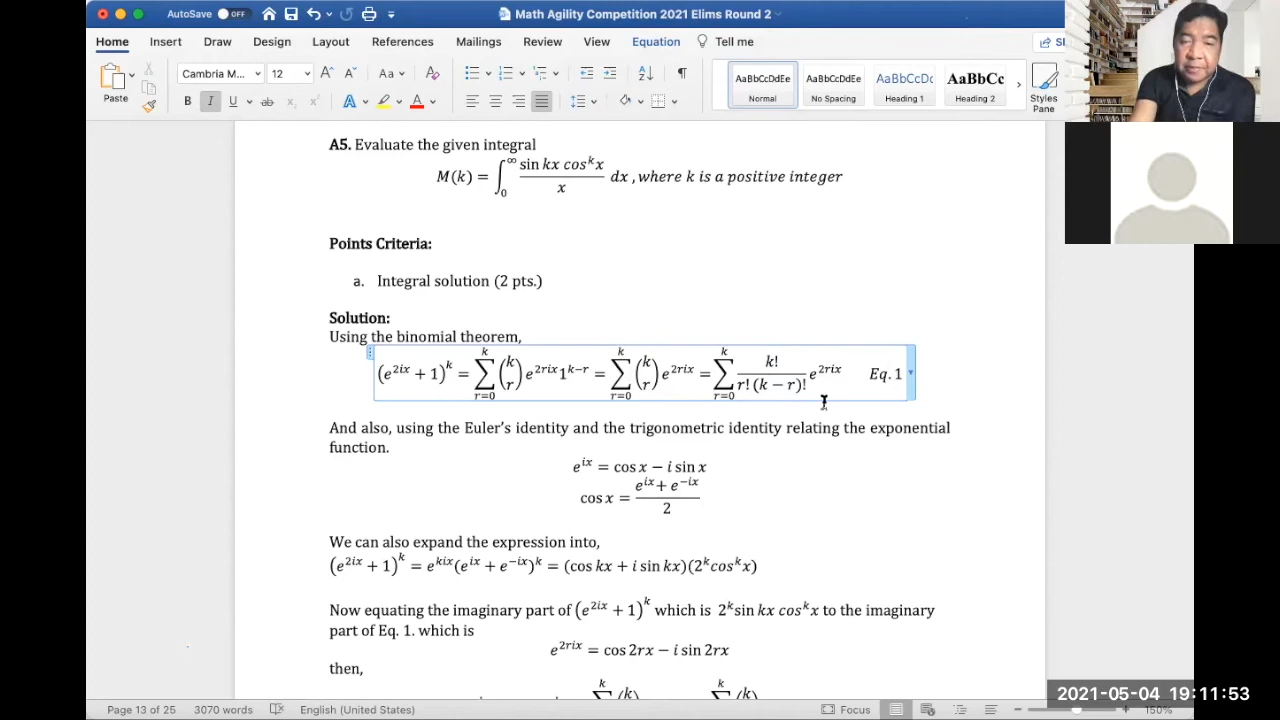 AutoSave OFF Math Agility Competition 2021 Elims Round 2
Home Insert Draw Design Layout References Mailings Review View Equation Tell me
Paste Cambria M... 12 Aa B I U ab x A A
AaBbCcDdEe AaBbCcDdEe AaBbCcDc AaBbCc
Normal No Spacing Heading 1 Heading 2 Styles Pane
A5. Evaluate the given integral
M(k) = ∫₀^∞ (sin kx cos^k x)/x dx , where k is a positive integer
Points Criteria:
a. Integral solution (2 pts.)
Solution:
Using the binomial theorem,
(e^{2ix} + 1)^k = ∑_{r=0}^{k} (k r) e^{2rix} 1^{k−r} = ∑_{r=0}^{k} (k r) e^{2rix} = ∑_{r=0}^{k} k!/(r! (k − r)!) e^{2rix} Eq. 1
And also, using the Euler's identity and the trigonometric identity relating the exponential
function.
e^{ix} = cos x − i sin x
cos x = (e^{ix} + e^{−ix})/2
We can also expand the expression into,
(e^{2ix} + 1)^k = e^{kix}(e^{ix} + e^{−ix})^k = (cos kx + i sin kx)(2^k cos^k x)
Now equating the imaginary part of (e^{2ix} + 1)^k which is 2^k sin kx cos^k x to the imaginary
part of Eq. 1. which is
e^{2rix} = cos 2rx − i sin 2rx
then,
Page 13 of 25 3070 words English (United States) Focus 150%
2021-05-04 19:11:53